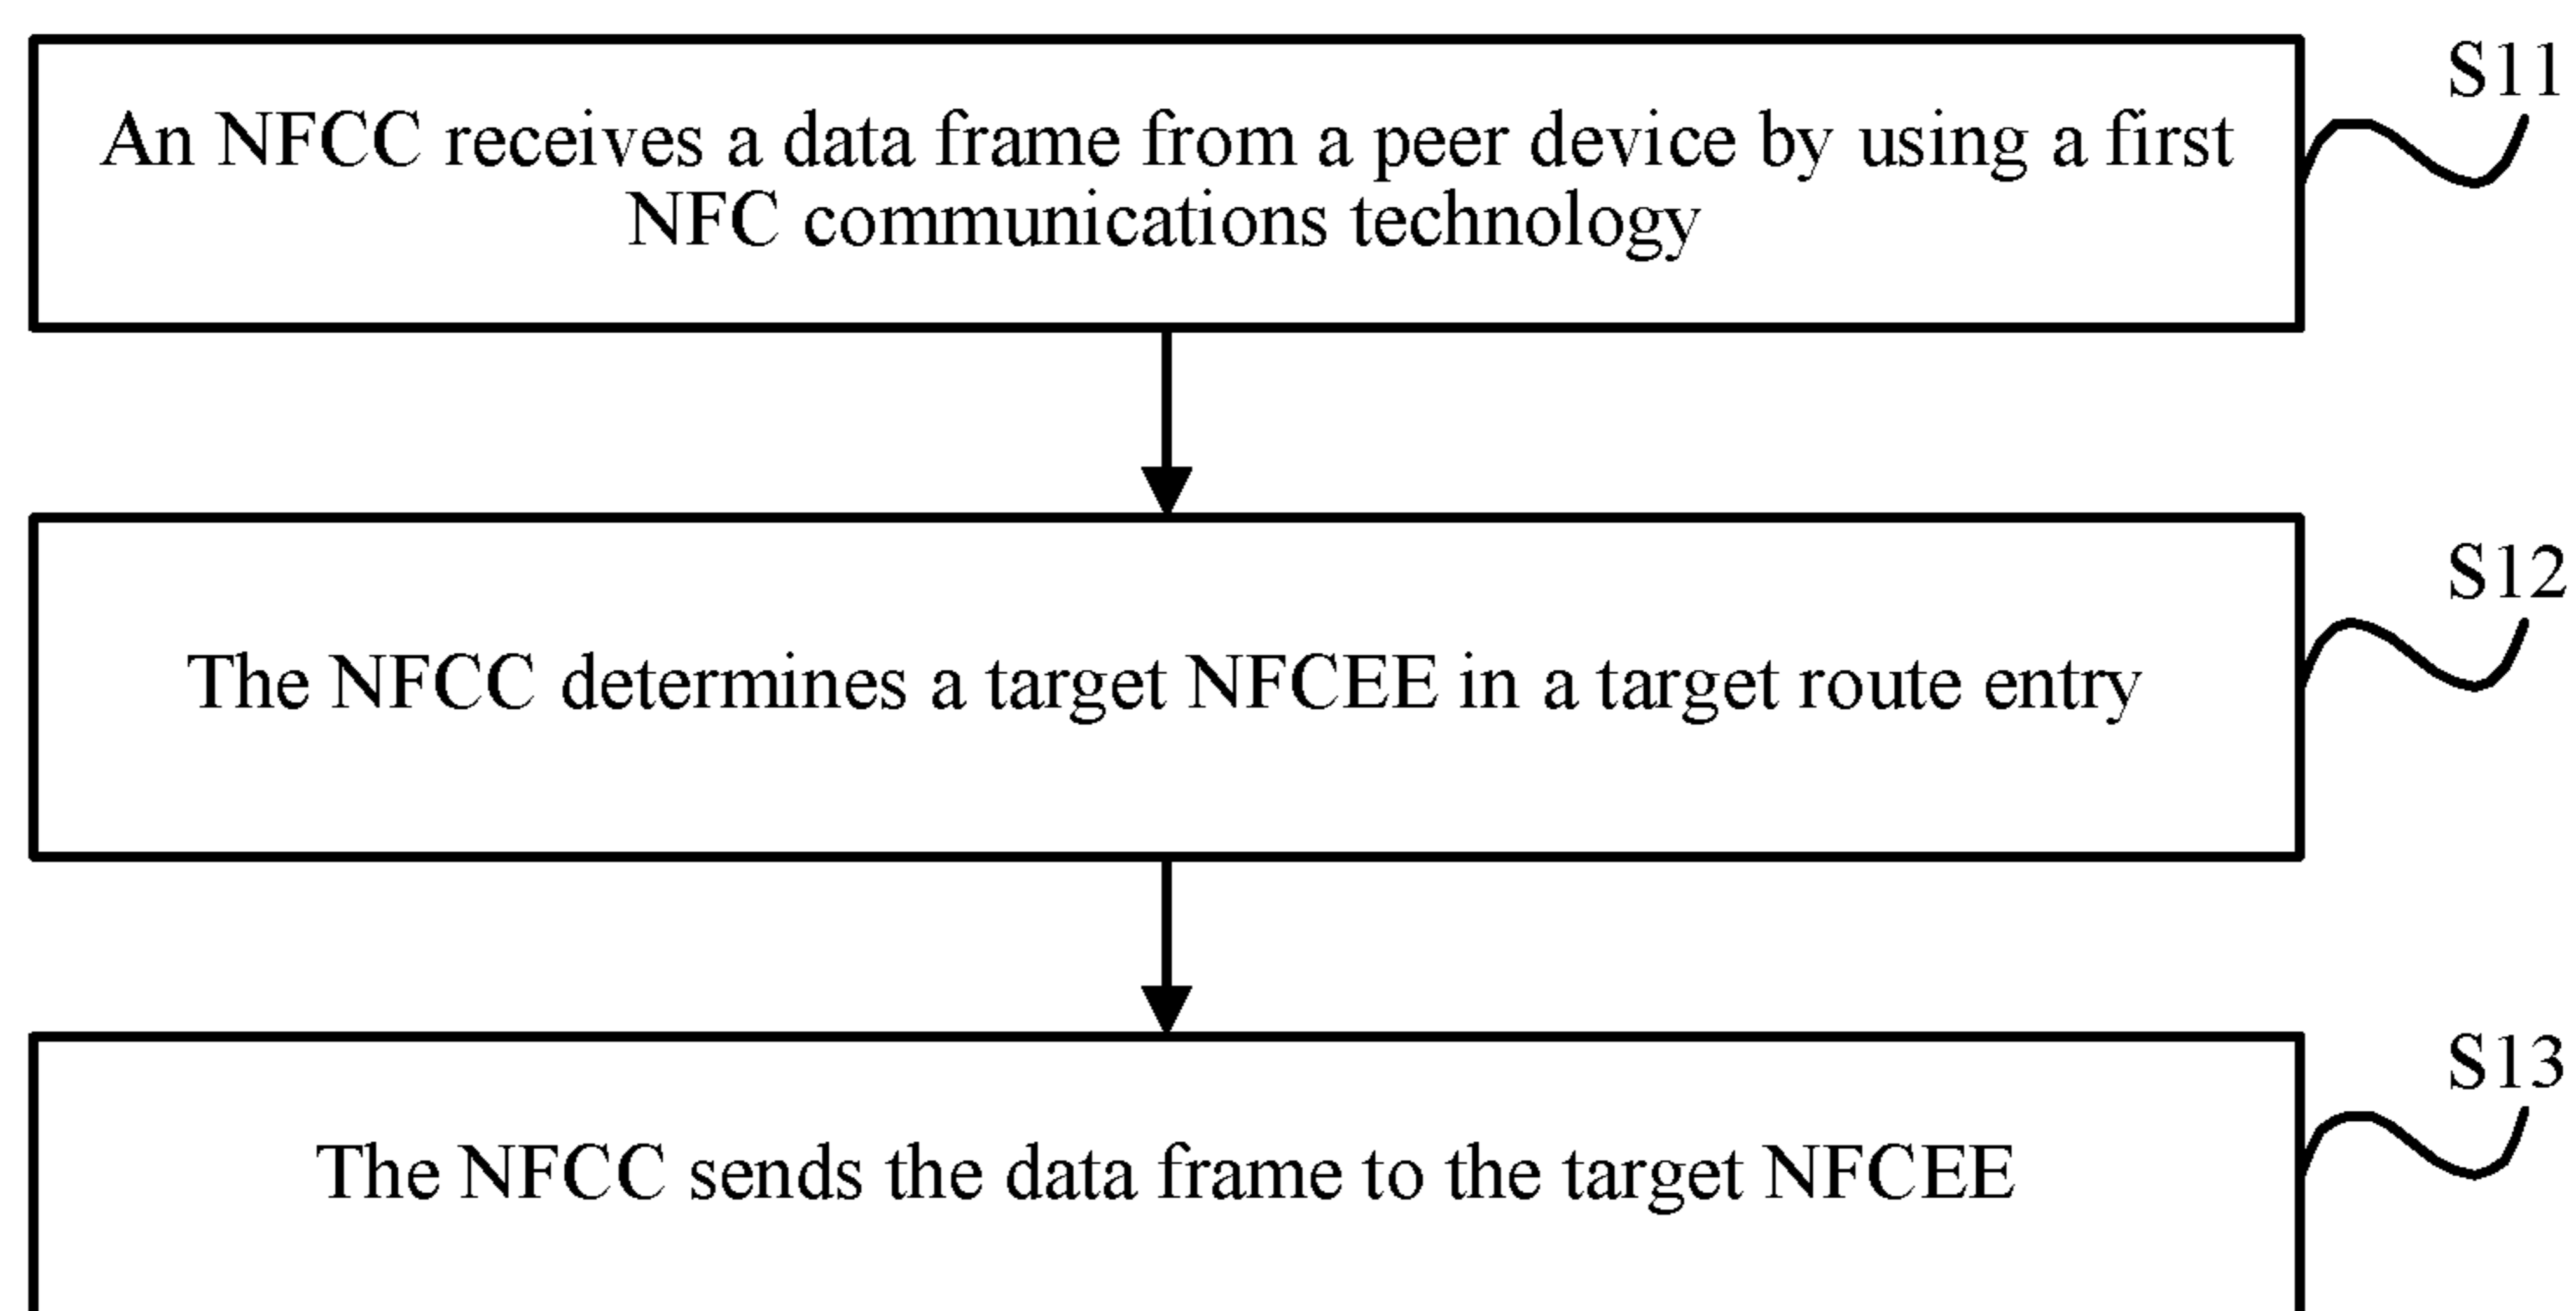 S11
An NFCC receives a data frame from a peer device by using a first
NFC communications technology
S12
The NFCC determines a target NFCEE in a target route entry
S13
The NFCC sends the data frame to the target NFCEE